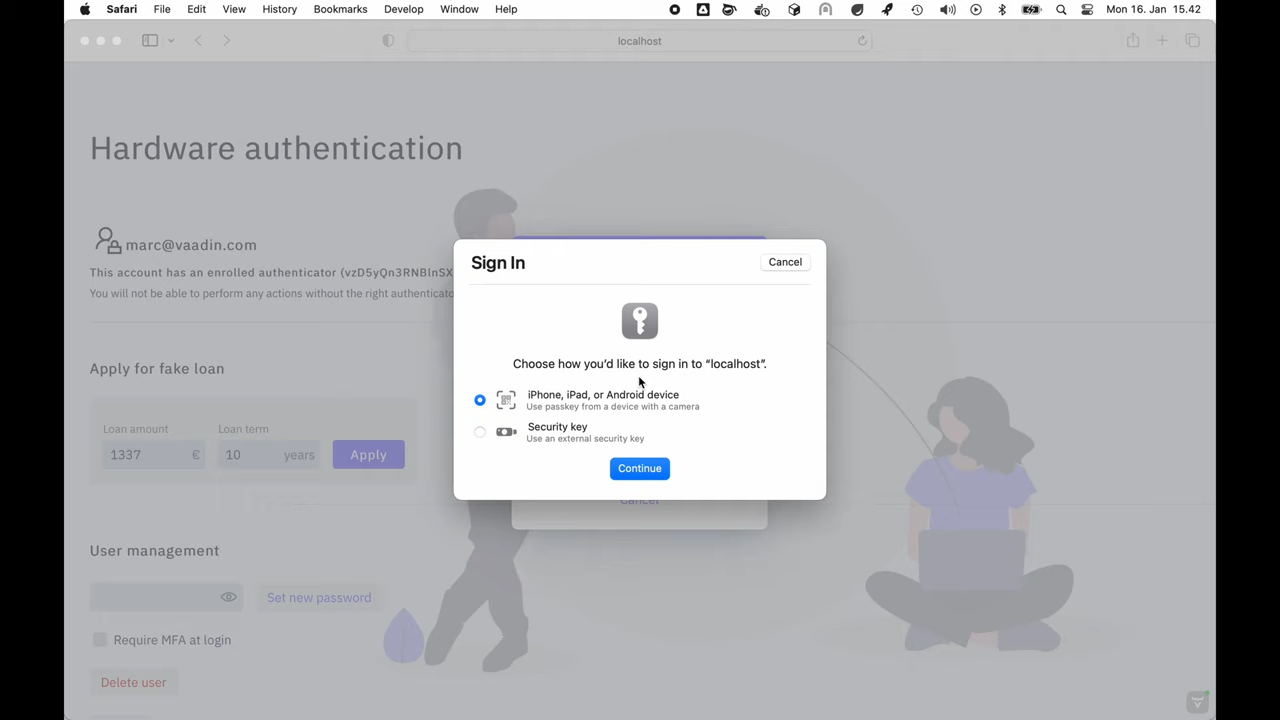 Safari File Edit View History Bookmarks Develop Window Help Mon 16. Jan 15.42
localhost
Hardware authentication
marc@vaadin.com
This account has an enrolled authenticator (vzD5yQn3RNBInSX
You will not be able to perform any actions without the right authenticato
Apply for fake loan
Loan amount Loan term
1337 € 10 years Apply
User management
Set new password
Require MFA at login
Delete user
Sign In Cancel
Choose how you’d like to sign in to “localhost”.
iPhone, iPad, or Android device
Use passkey from a device with a camera
Security key
Use an external security key
Continue
Cancel